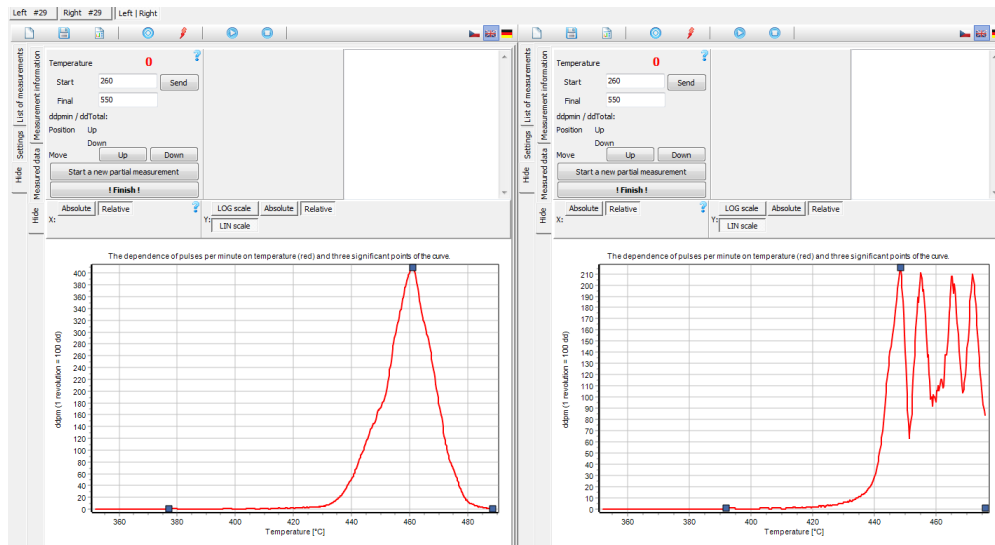 Left #29 Right #29 Left | Right
List of measurements
Settings
Hide
Measurement information
Measured data
Hide
Temperature 0
Start 260 Send
Final 550
ddpmin / ddTotal:
Position Up
Down
Move Up Down
Start a new partial measurement
! Finish !
X: Absolute Relative
Y: LOG scale Absolute Relative
LIN scale
The dependence of pulses per minute on temperature (red) and three significant points of the curve.
ddpm (1 revolution = 100 dd)
400
380
360
340
320
300
280
260
240
220
200
180
160
140
120
100
80
60
40
20
0
360 380 400 420 440 460 480
Temperature [°C]
List of measurements
Settings
Hide
Measurement information
Measured data
Hide
Temperature 0
Start 260 Send
Final 550
ddpmin / ddTotal:
Position Up
Down
Move Up Down
Start a new partial measurement
! Finish !
X: Absolute Relative
Y: LOG scale Absolute Relative
LIN scale
The dependence of pulses per minute on temperature (red) and three significant points of the curve.
ddpm (1 revolution = 100 dd)
210
200
190
180
170
160
150
140
130
120
110
100
90
80
70
60
50
40
30
20
10
0
360 380 400 420 440 460
Temperature [°C]